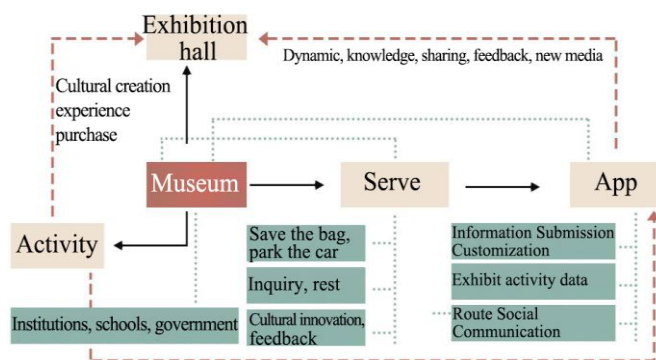 Exhibition
hall
Dynamic, knowledge, sharing, feedback, new media
Cultural creation
experience
purchase
Museum
Serve
App
Activity
Save the bag,
park the car
Information Submission
Customization
Inquiry, rest
Exhibit activity data
Institutions, schools, government
Cultural innovation,
feedback
Route Social
Communication